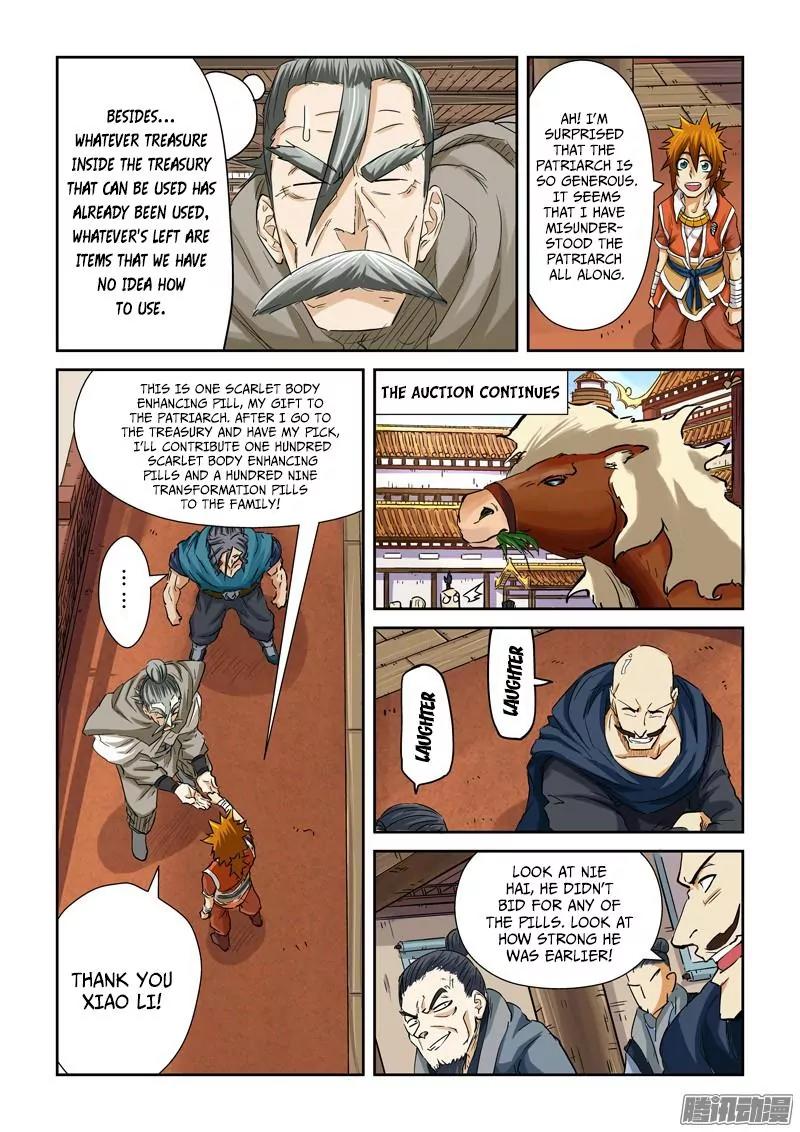 BESIDES...
WHATEVER TREASURE
INSIDE THE TREASURY
THAT CAN BE USED HAS
ALREADY BEEN USED,
WHATEVER'S LEFT ARE
ITEMS THAT WE HAVE
NO IDEA HOW
TO USE.
AH! I'M
SURPRISED
THAT THE
PATRIARCH IS
SO GENEROUS.
IT SEEMS
THAT I HAVE
MISUNDER-
STOOD THE
PATRIARCH
ALL ALONG.
THIS IS ONE SCARLET BODY
ENHANCING PILL, MY GIFT TO
THE PATRIARCH. AFTER I GO TO
THE TREASURY AND HAVE MY PICK,
I'LL CONTRIBUTE ONE HUNDRED
SCARLET BODY ENHANCING
PILLS AND A HUNDRED NINE
TRANSFORMATION PILLS
TO THE FAMILY!
......
THANK YOU
XIAO LI!
THE AUCTION CONTINUES
LAUGHTER
LAUGHTER
LOOK AT NIE
HAI, HE DIDN'T
BID FOR ANY OF
THE PILLS. LOOK AT
HOW STRONG HE
WAS EARLIER!
腾讯动漫